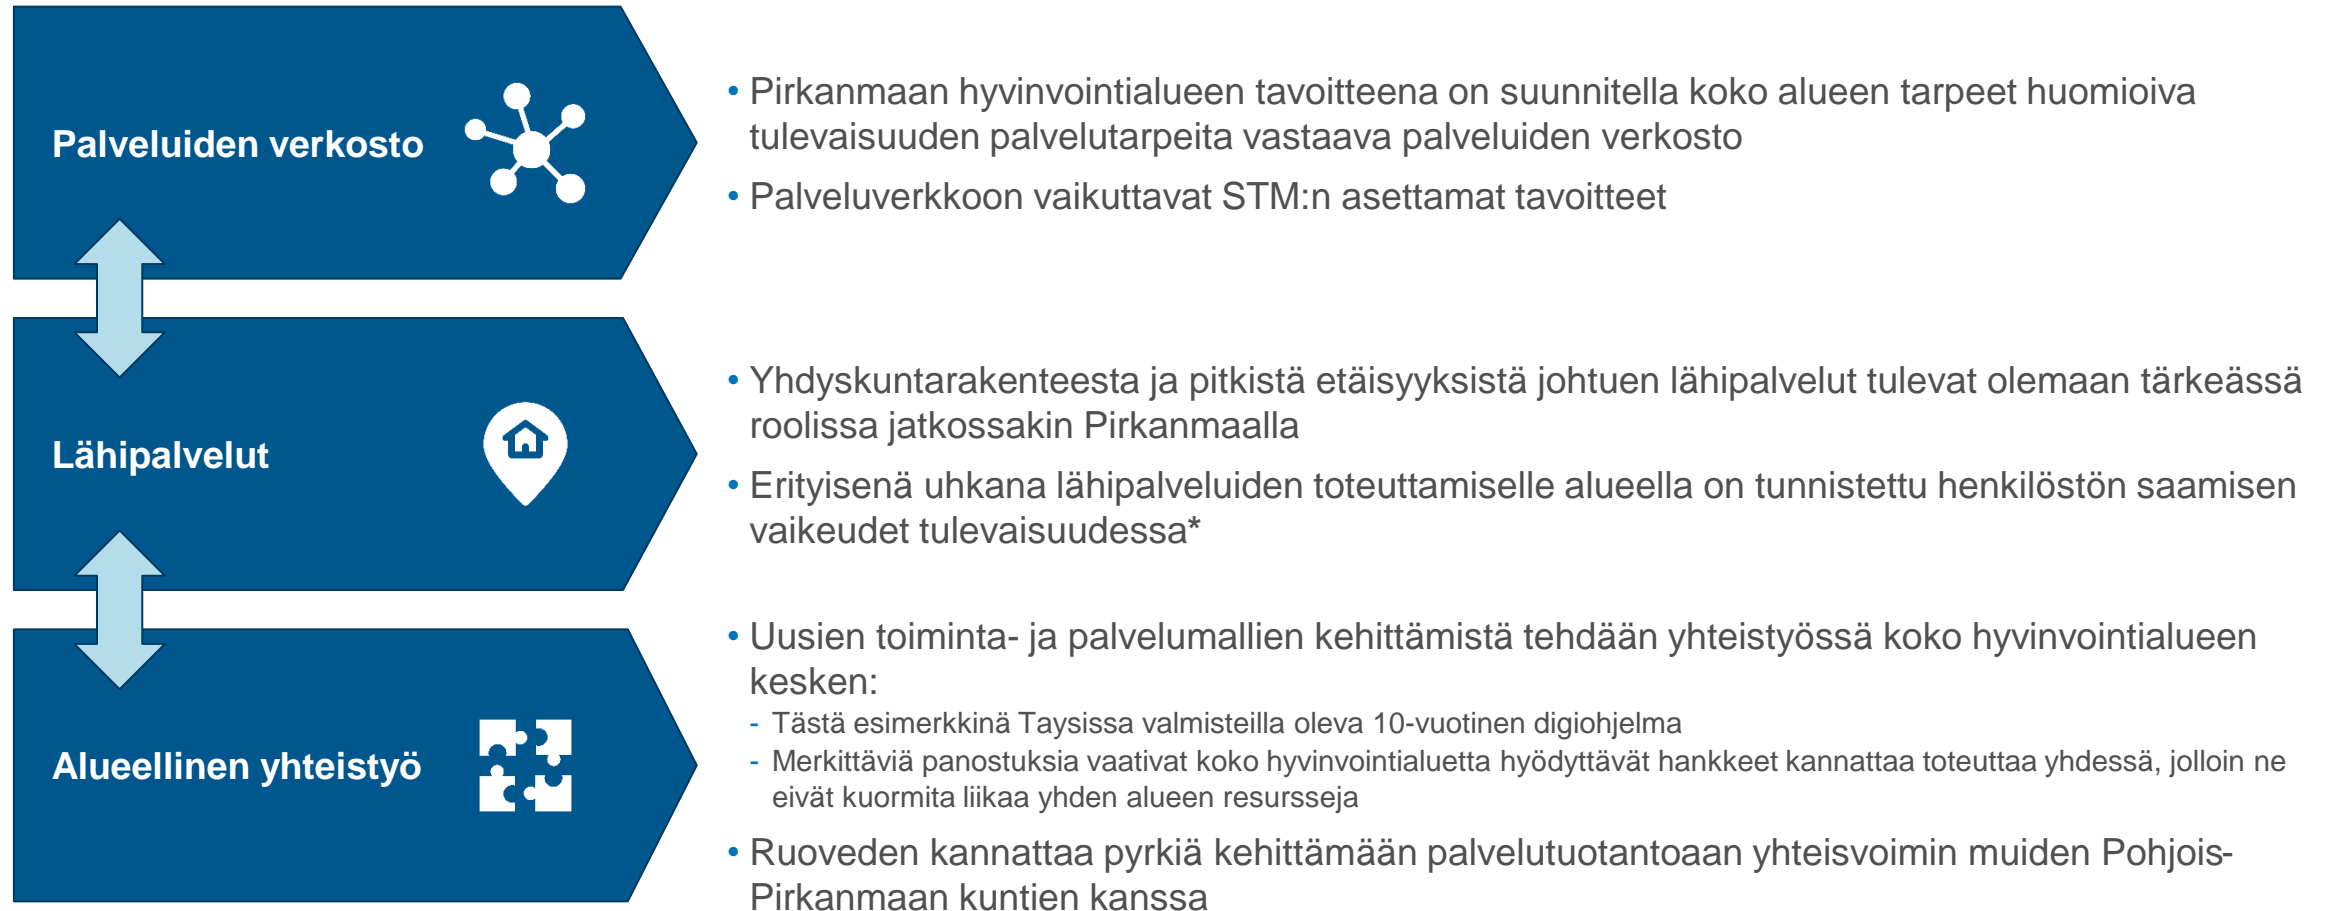 Palveluiden verkosto
• Pirkanmaan hyvinvointialueen tavoitteena on suunnitella koko alueen tarpeet huomioiva
tulevaisuuden palvelutarpeita vastaava palveluiden verkosto
• Palveluverkkoon vaikuttavat STM:n asettamat tavoitteet
Lähipalvelut
• Yhdyskuntarakenteesta ja pitkistä etäisyyksistä johtuen lähipalvelut tulevat olemaan tärkeässä
roolissa jatkossakin Pirkanmaalla
• Erityisenä uhkana lähipalveluiden toteuttamiselle alueella on tunnistettu henkilöstön saamisen
vaikeudet tulevaisuudessa*
Alueellinen yhteistyö
• Uusien toiminta- ja palvelumallien kehittämistä tehdään yhteistyössä koko hyvinvointialueen
kesken:
- Tästä esimerkkinä Taysissa valmisteilla oleva 10-vuotinen digiohjelma
- Merkittäviä panostuksia vaativat koko hyvinvointialuetta hyödyttävät hankkeet kannattaa toteuttaa yhdessä, jolloin ne
eivät kuormita liikaa yhden alueen resursseja
• Ruoveden kannattaa pyrkiä kehittämään palvelutuotantoaan yhteisvoimin muiden Pohjois-
Pirkanmaan kuntien kanssa